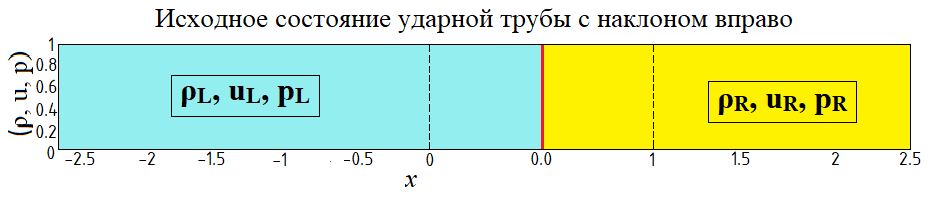 Исходное состояние ударной трубы с наклоном вправо
(ρ, u, p)
1
0.8
0.6
0.4
0.2
0
ρL, uL, pL
ρR, uR, pR
−2.5 −2 −1.5 −1 −0.5 0 0.0 1 1.5 2 2.5
x